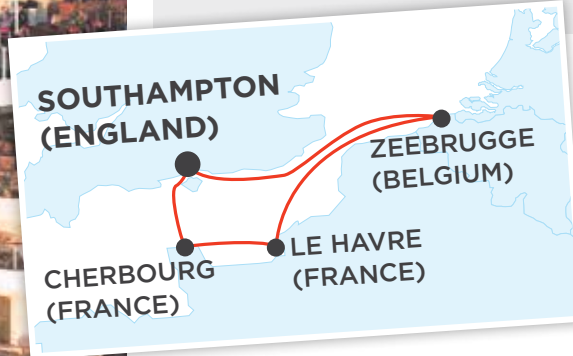 SOUTHAMPTON
(ENGLAND)
ZEEBRUGGE
(BELGIUM)
LE HAVRE
(FRANCE)
CHERBOURG
(FRANCE)